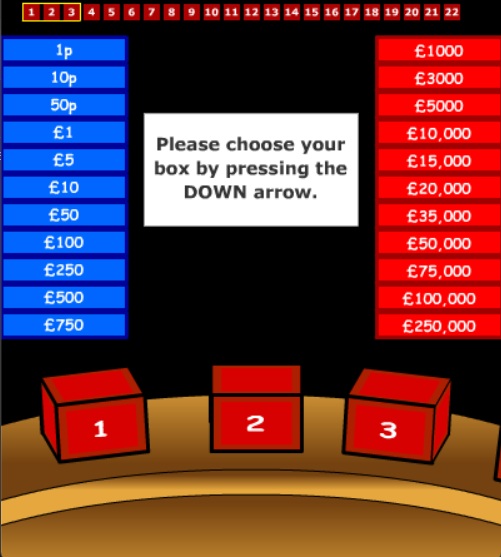 1 2 3 4 5 6 7 8 9 10 11 12 13 14 15 16 17 18 19 20 21 22
1p
10p
50p
£1
£5
£10
£50
£100
£250
£500
£750
Please choose your
box by pressing the
DOWN arrow.
£1000
£3000
£5000
£10,000
£15,000
£20,000
£35,000
£50,000
£75,000
£100,000
£250,000
1 2 3